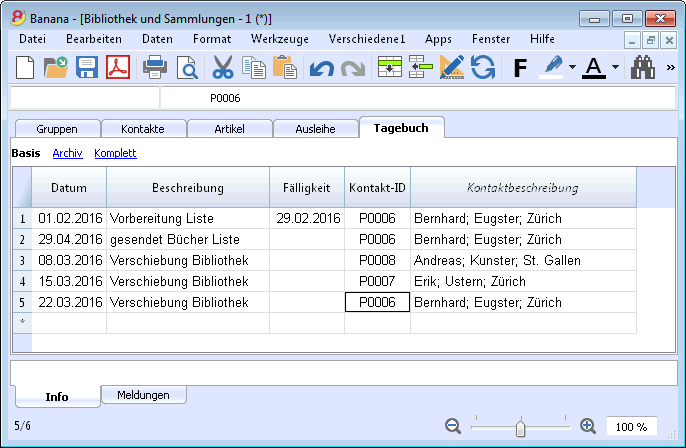 Banana - [Bibliothek und Sammlungen - 1 (*)]
Datei Bearbeiten Daten Format Werkzeuge Verschiedene1 Apps Fenster Hilfe
F A »
P0006
Gruppen Kontakte Artikel Ausleihe Tagebuch
Basis Archiv Komplett
Datum Beschreibung Fälligkeit Kontakt-ID Kontaktbeschreibung
1 01.02.2016 Vorbereitung Liste 29.02.2016 P0006 Bernhard; Eugster; Zürich
2 29.04.2016 gesendet Bücher Liste P0006 Bernhard; Eugster; Zürich
3 08.03.2016 Verschiebung Bibliothek P0008 Andreas; Kunster; St. Gallen
4 15.03.2016 Verschiebung Bibliothek P0007 Erik; Ustern; Zürich
5 22.03.2016 Verschiebung Bibliothek P0006 Bernhard; Eugster; Zürich
*
Info Meldungen
5/6 100 %